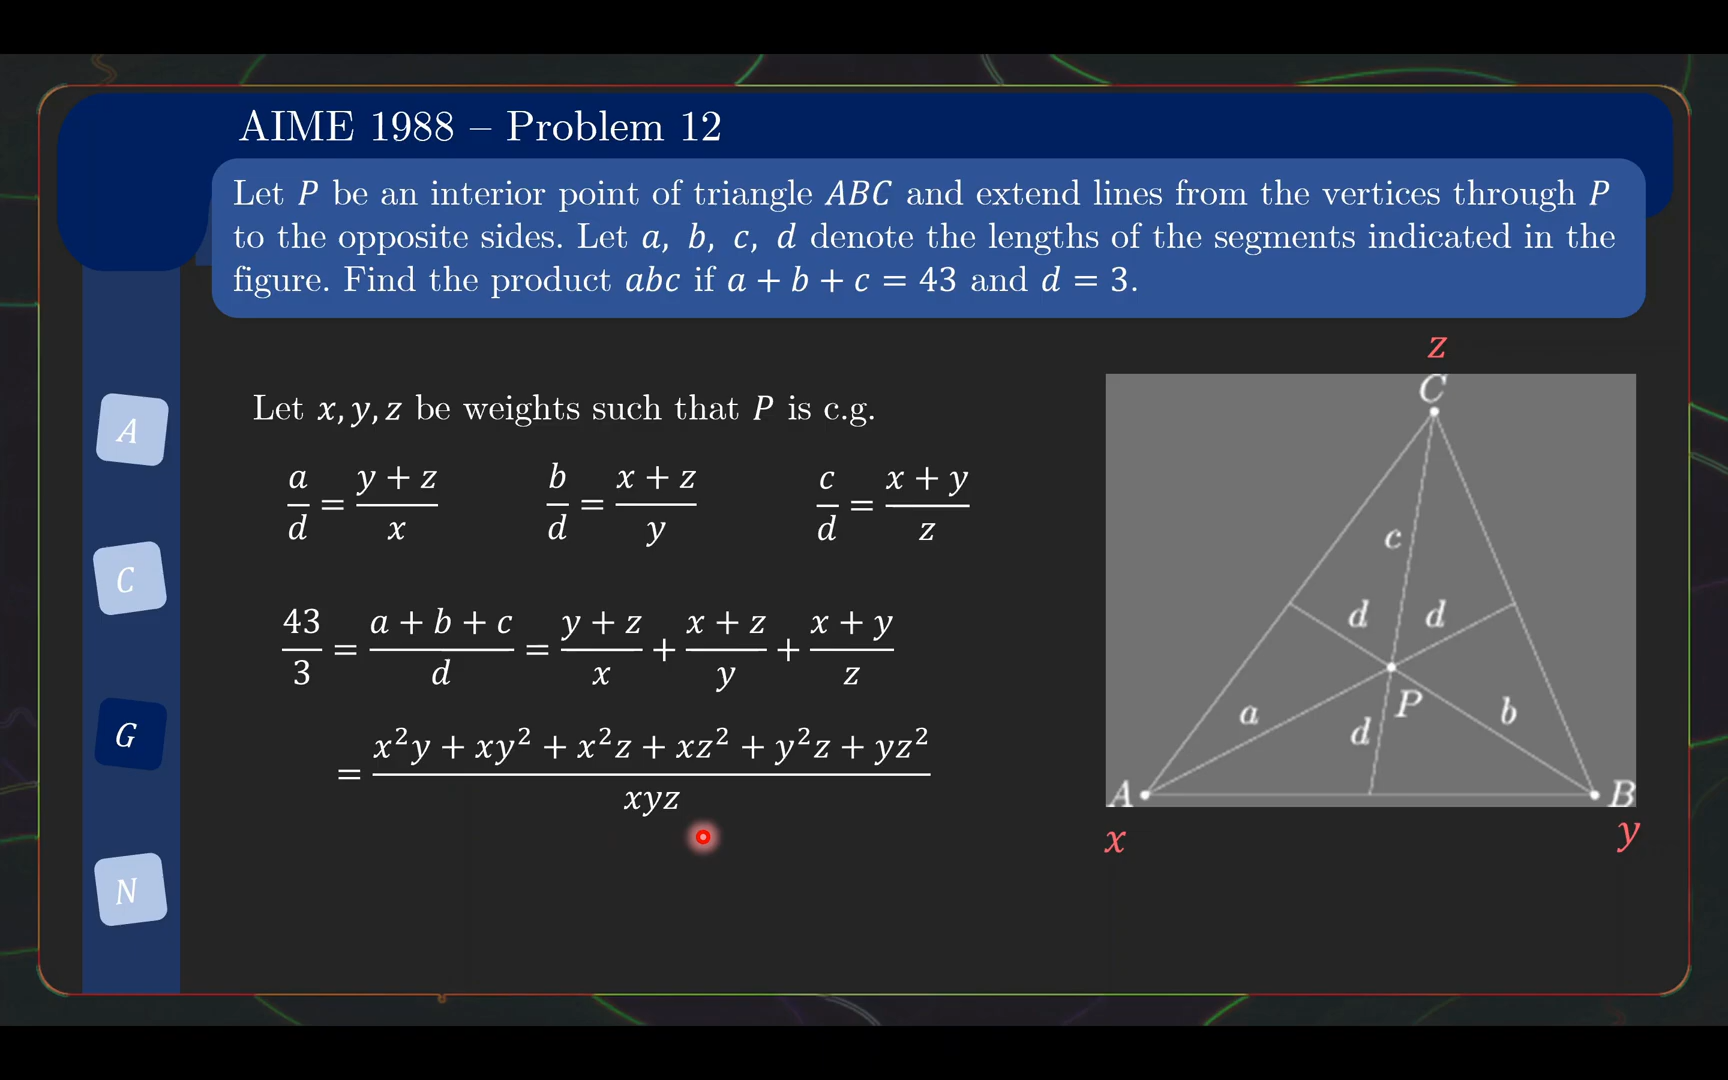 AIME 1988 – Problem 12
Let P be an interior point of triangle ABC and extend lines from the vertices through P
to the opposite sides. Let a, b, c, d denote the lengths of the segments indicated in the
figure. Find the product abc if a + b + c = 43 and d = 3.
A
C
G
N
Let x, y, z be weights such that P is c.g.
a/d = (y + z)/x b/d = (x + z)/y c/d = (x + y)/z
43/3 = (a + b + c)/d = (y + z)/x + (x + z)/y + (x + y)/z
= (x²y + xy² + x²z + xz² + y²z + yz²)/xyz
z
C
c
d d
a P b
d
A B
x y